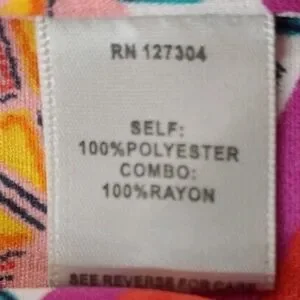 RN 127304
SELF:
100%POLYESTER
COMBO:
100%RAYON
SEE REVERSE FOR CARE